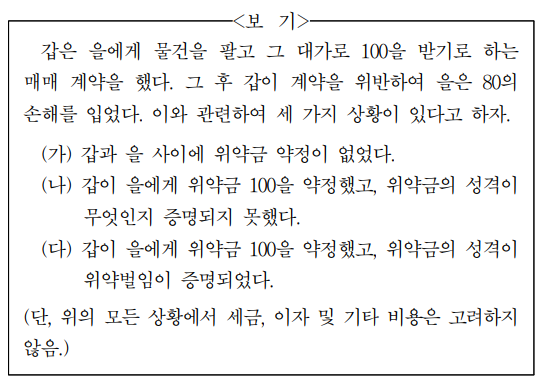 <보 기>
갑은 을에게 물건을 팔고 그 대가로 100을 받기로 하는
매매 계약을 했다. 그 후 갑이 계약을 위반하여 을은 80의
손해를 입었다. 이와 관련하여 세 가지 상황이 있다고 하자.
(가) 갑과 을 사이에 위약금 약정이 없었다.
(나) 갑이 을에게 위약금 100을 약정했고, 위약금의 성격이
무엇인지 증명되지 못했다.
(다) 갑이 을에게 위약금 100을 약정했고, 위약금의 성격이
위약벌임이 증명되었다.
(단, 위의 모든 상황에서 세금, 이자 및 기타 비용은 고려하지
않음.)